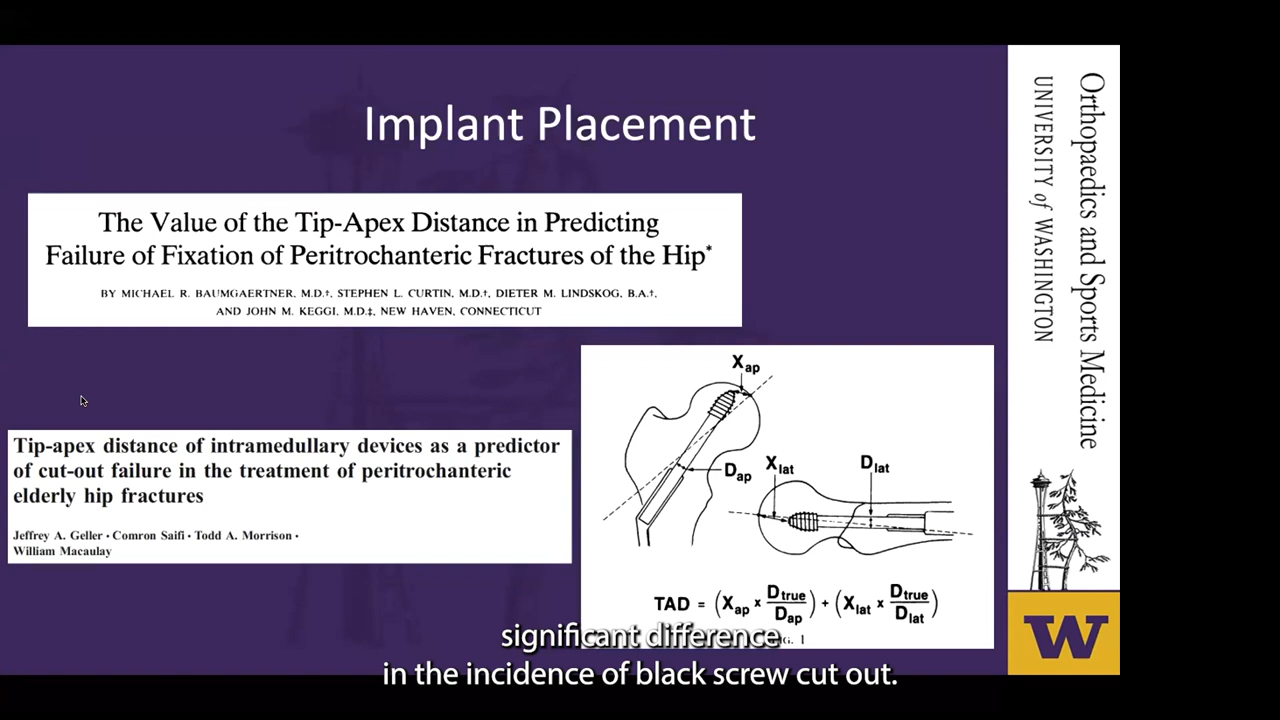 Implant Placement
The Value of the Tip-Apex Distance in Predicting
Failure of Fixation of Peritrochanteric Fractures of the Hip*
BY MICHAEL R. BAUMGAERTNER, M.D.†, STEPHEN L. CURTIN, M.D.†, DIETER M. LINDSKOG, B.A.†,
AND JOHN M. KEGGI, M.D.‡, NEW HAVEN, CONNECTICUT
Tip-apex distance of intramedullary devices as a predictor
of cut-out failure in the treatment of peritrochanteric
elderly hip fractures
Jeffrey A. Geller · Comron Saifi · Todd A. Morrison ·
William Macaulay
Xap
Dap
Xlat
Dlat
TAD = (Xap x Dtrue/Dap) + (Xlat x Dtrue/Dlat)
FIG. 1
significant difference
in the incidence of black screw cut out.
Orthopaedics and Sports Medicine
UNIVERSITY of WASHINGTON
W